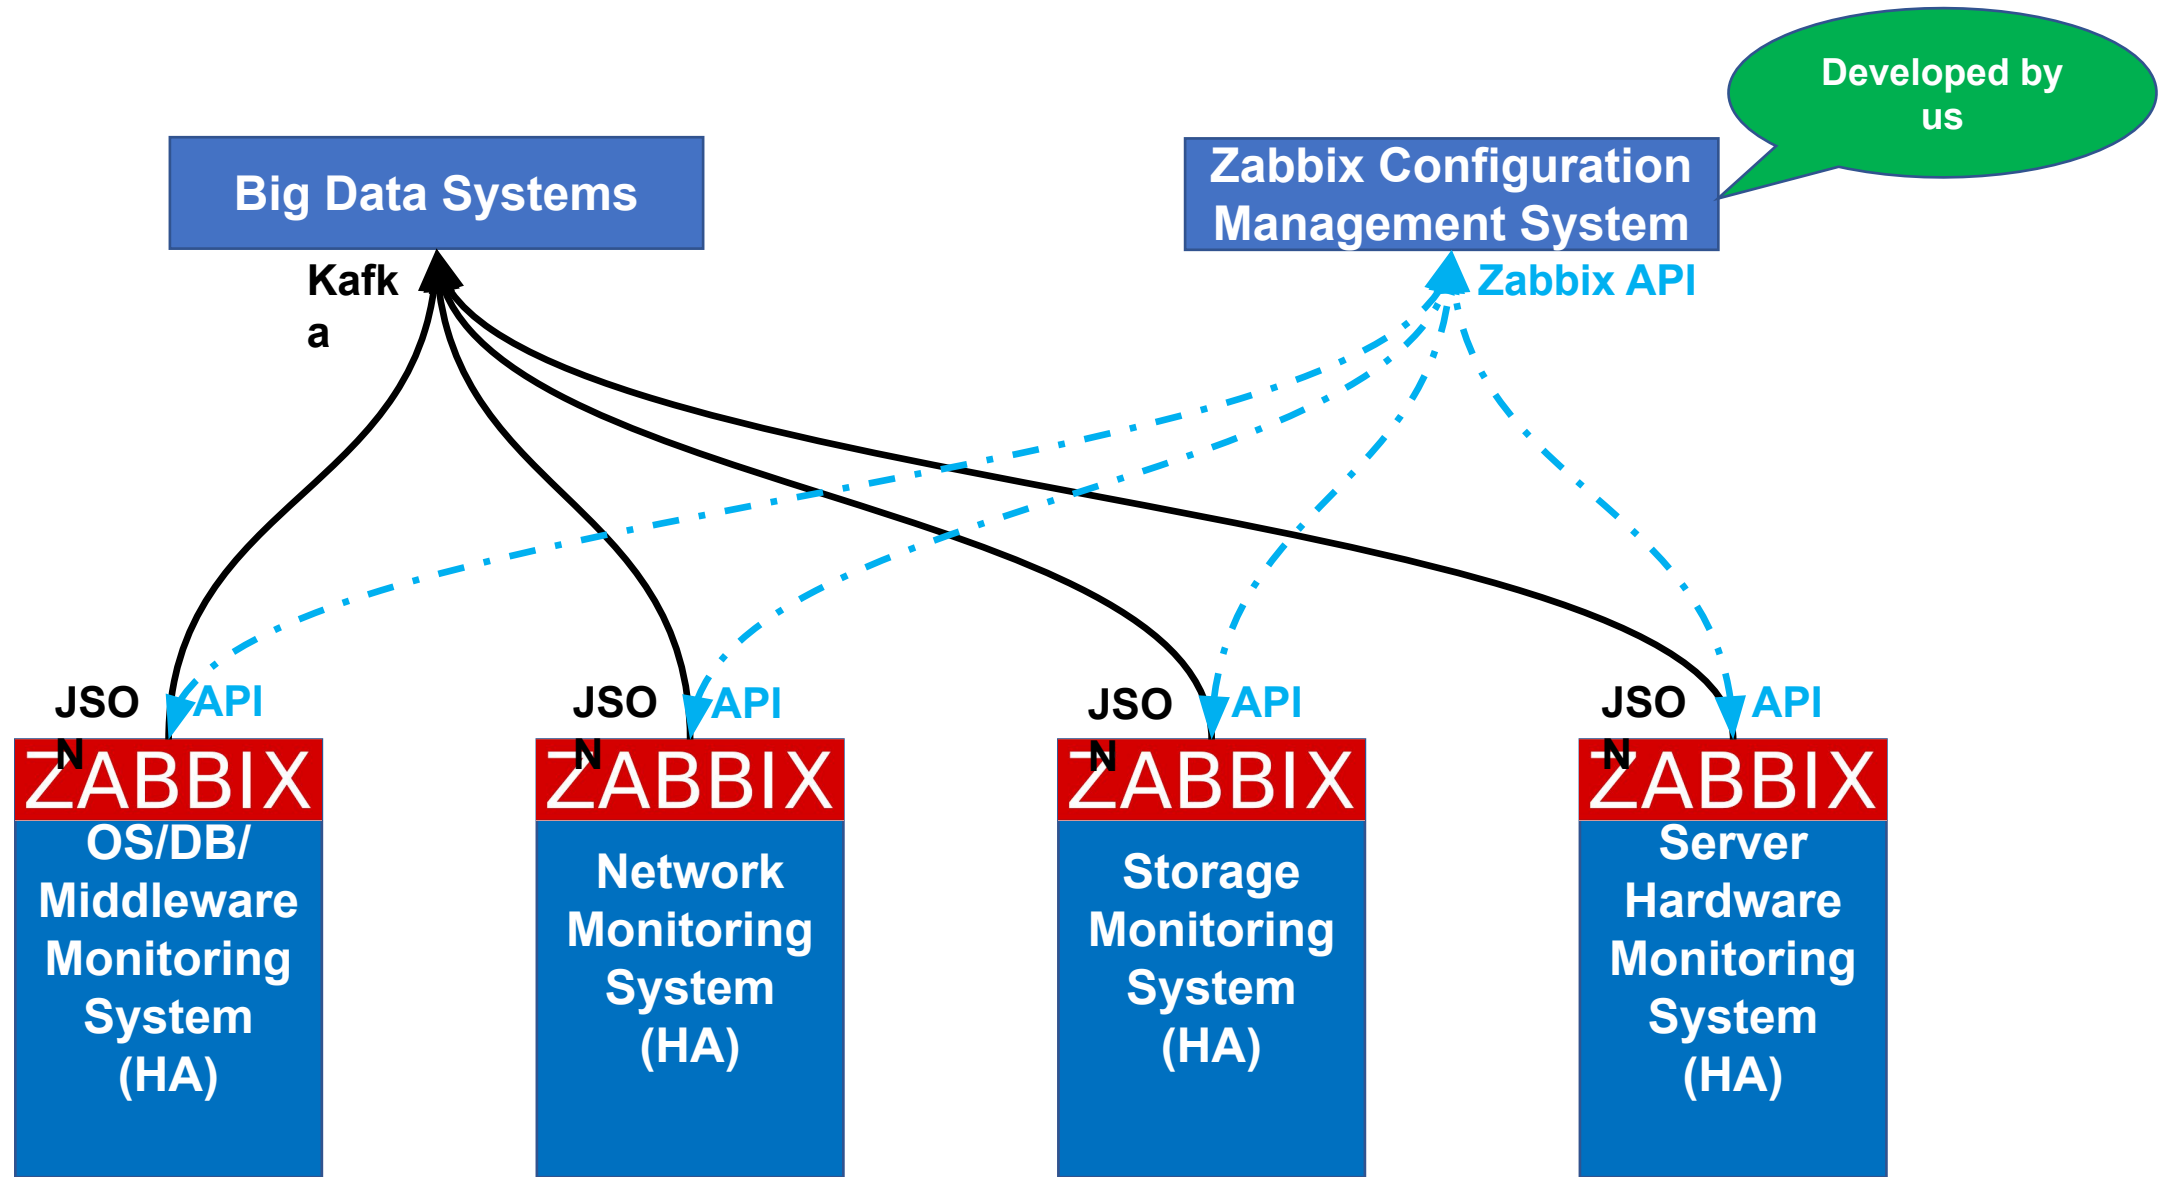 Developed by
us
Big Data Systems
Zabbix Configuration
Management System
Kafk
a
Zabbix API
JSO
N
API
JSO
N
API
JSO
N
API
JSO
N
API
ZABBIX
ZABBIX
ZABBIX
ZABBIX
OS/DB/
Middleware
Monitoring
System
(HA)
Network
Monitoring
System
(HA)
Storage
Monitoring
System
(HA)
Server
Hardware
Monitoring
System
(HA)